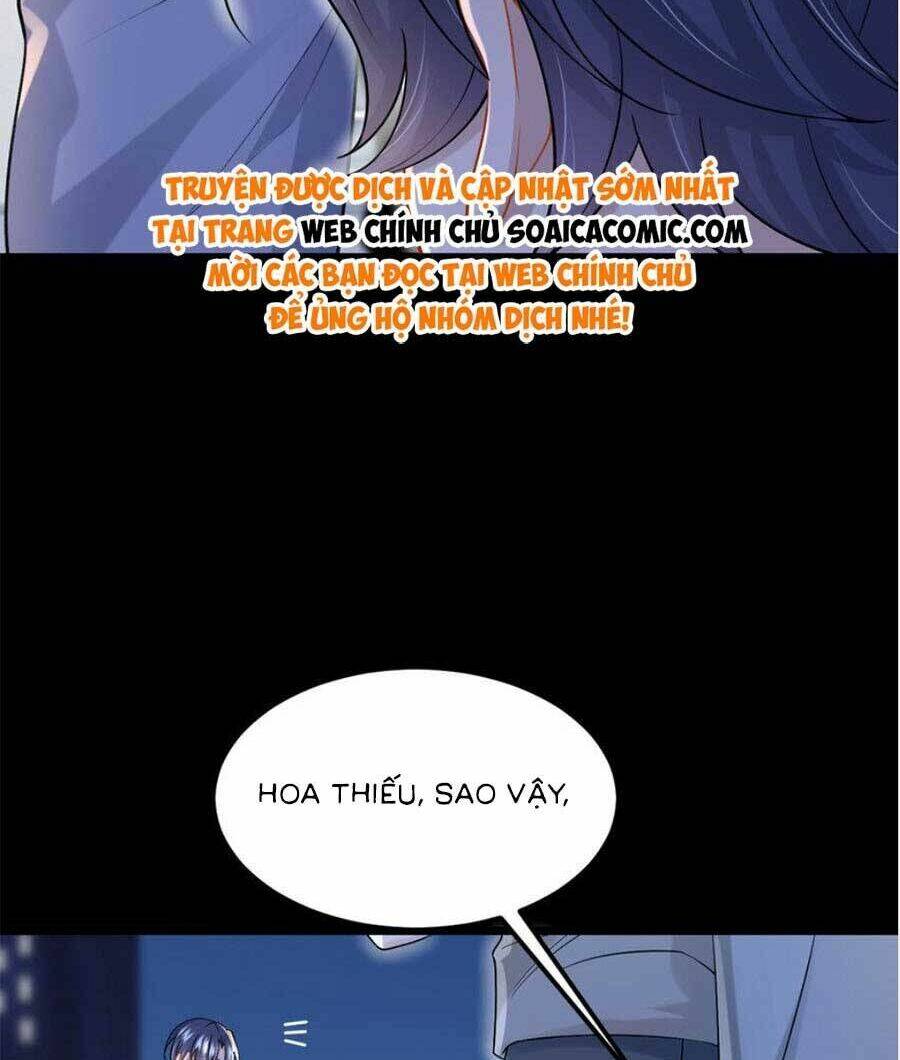 TRUYỆN ĐƯỢC DỊCH VÀ CẬP NHẬT SỚM NHẤT
TẠI TRANG WEB CHÍNH CHỦ SOAICACOMIC.COM
MỜI CÁC BẠN ĐỌC TẠI WEB CHÍNH CHỦ
ĐỂ ỦNG HỘ NHÓM DỊCH NHÉ!
HOA THIẾU, SAO VẬY,